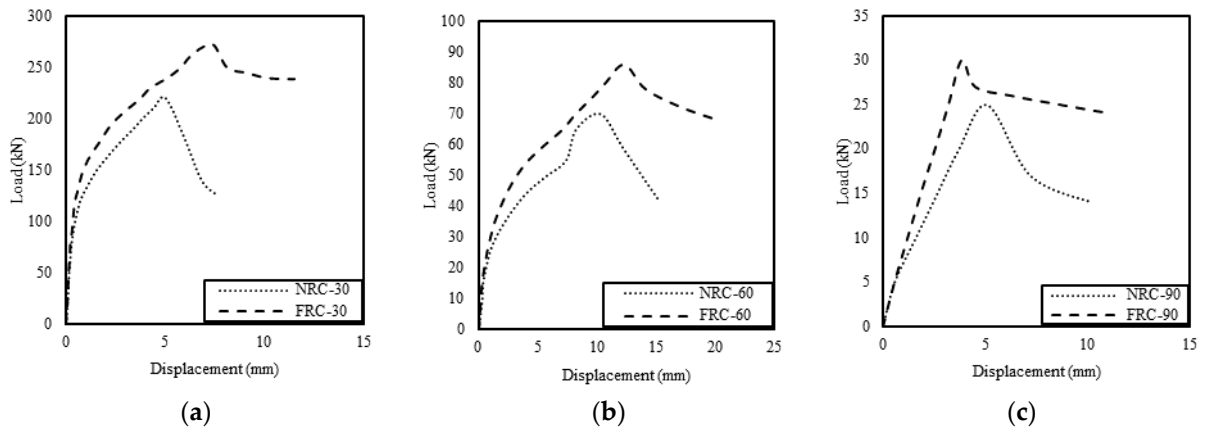 300
250
200
150
100
50
0
Load (kN)
0 5 10 15
Displacement (mm)
NRC-30
FRC-30
(a)
100
90
80
70
60
50
40
30
20
10
0
Load (kN)
0 5 10 15 20 25
Displacement (mm)
NRC-60
FRC-60
(b)
35
30
25
20
15
10
5
0
Load (kN)
0 5 10 15
Displacement (mm)
NRC-90
FRC-90
(c)